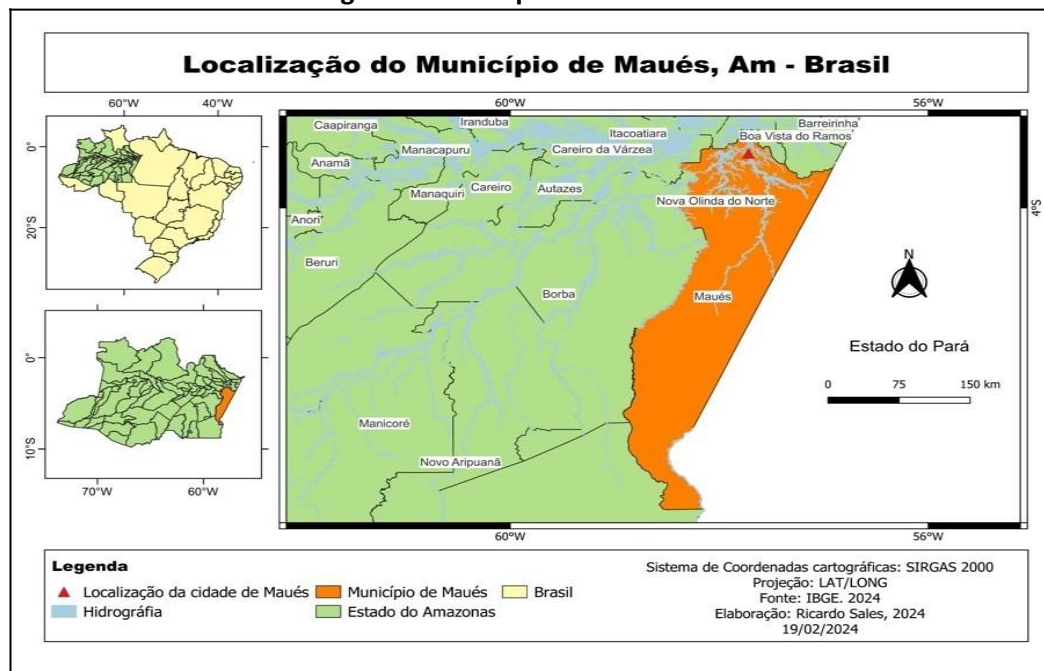 Localização do Município de Maués, Am - Brasil
60°W 40°W
0°
20°S
0°
10°S
70°W 60°W
60°W 56°W
4°S
Caapiranga
Iranduba
Itacoatiara
Barreirinha
Boa Vista do Ramos
Manacapuru
Careiro da Várzea
Anamã
Manaquiri
Careiro
Autazes
Nova Olinda do Norte
Anori
Beruri
Borba
Maués
N
Estado do Pará
0 75 150 km
Manicoré
Novo Aripuanã
60°W 56°W
Legenda
Localização da cidade de Maués
Município de Maués
Brasil
Hidrográfia
Estado do Amazonas
Sistema de Coordenadas cartográficas: SIRGAS 2000
Projeção: LAT/LONG
Fonte: IBGE. 2024
Elaboração: Ricardo Sales, 2024
19/02/2024